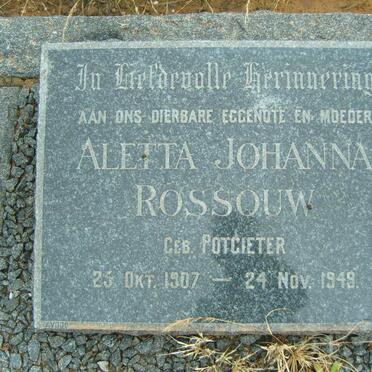 In Liefdevolle Herinnering
AAN ONS DIERBARE EGGENOTE EN MOEDER
ALETTA JOHANNA
ROSSOUW
GEB. POTGIETER
25 OKT. 1907 — 24 NOV. 1949.